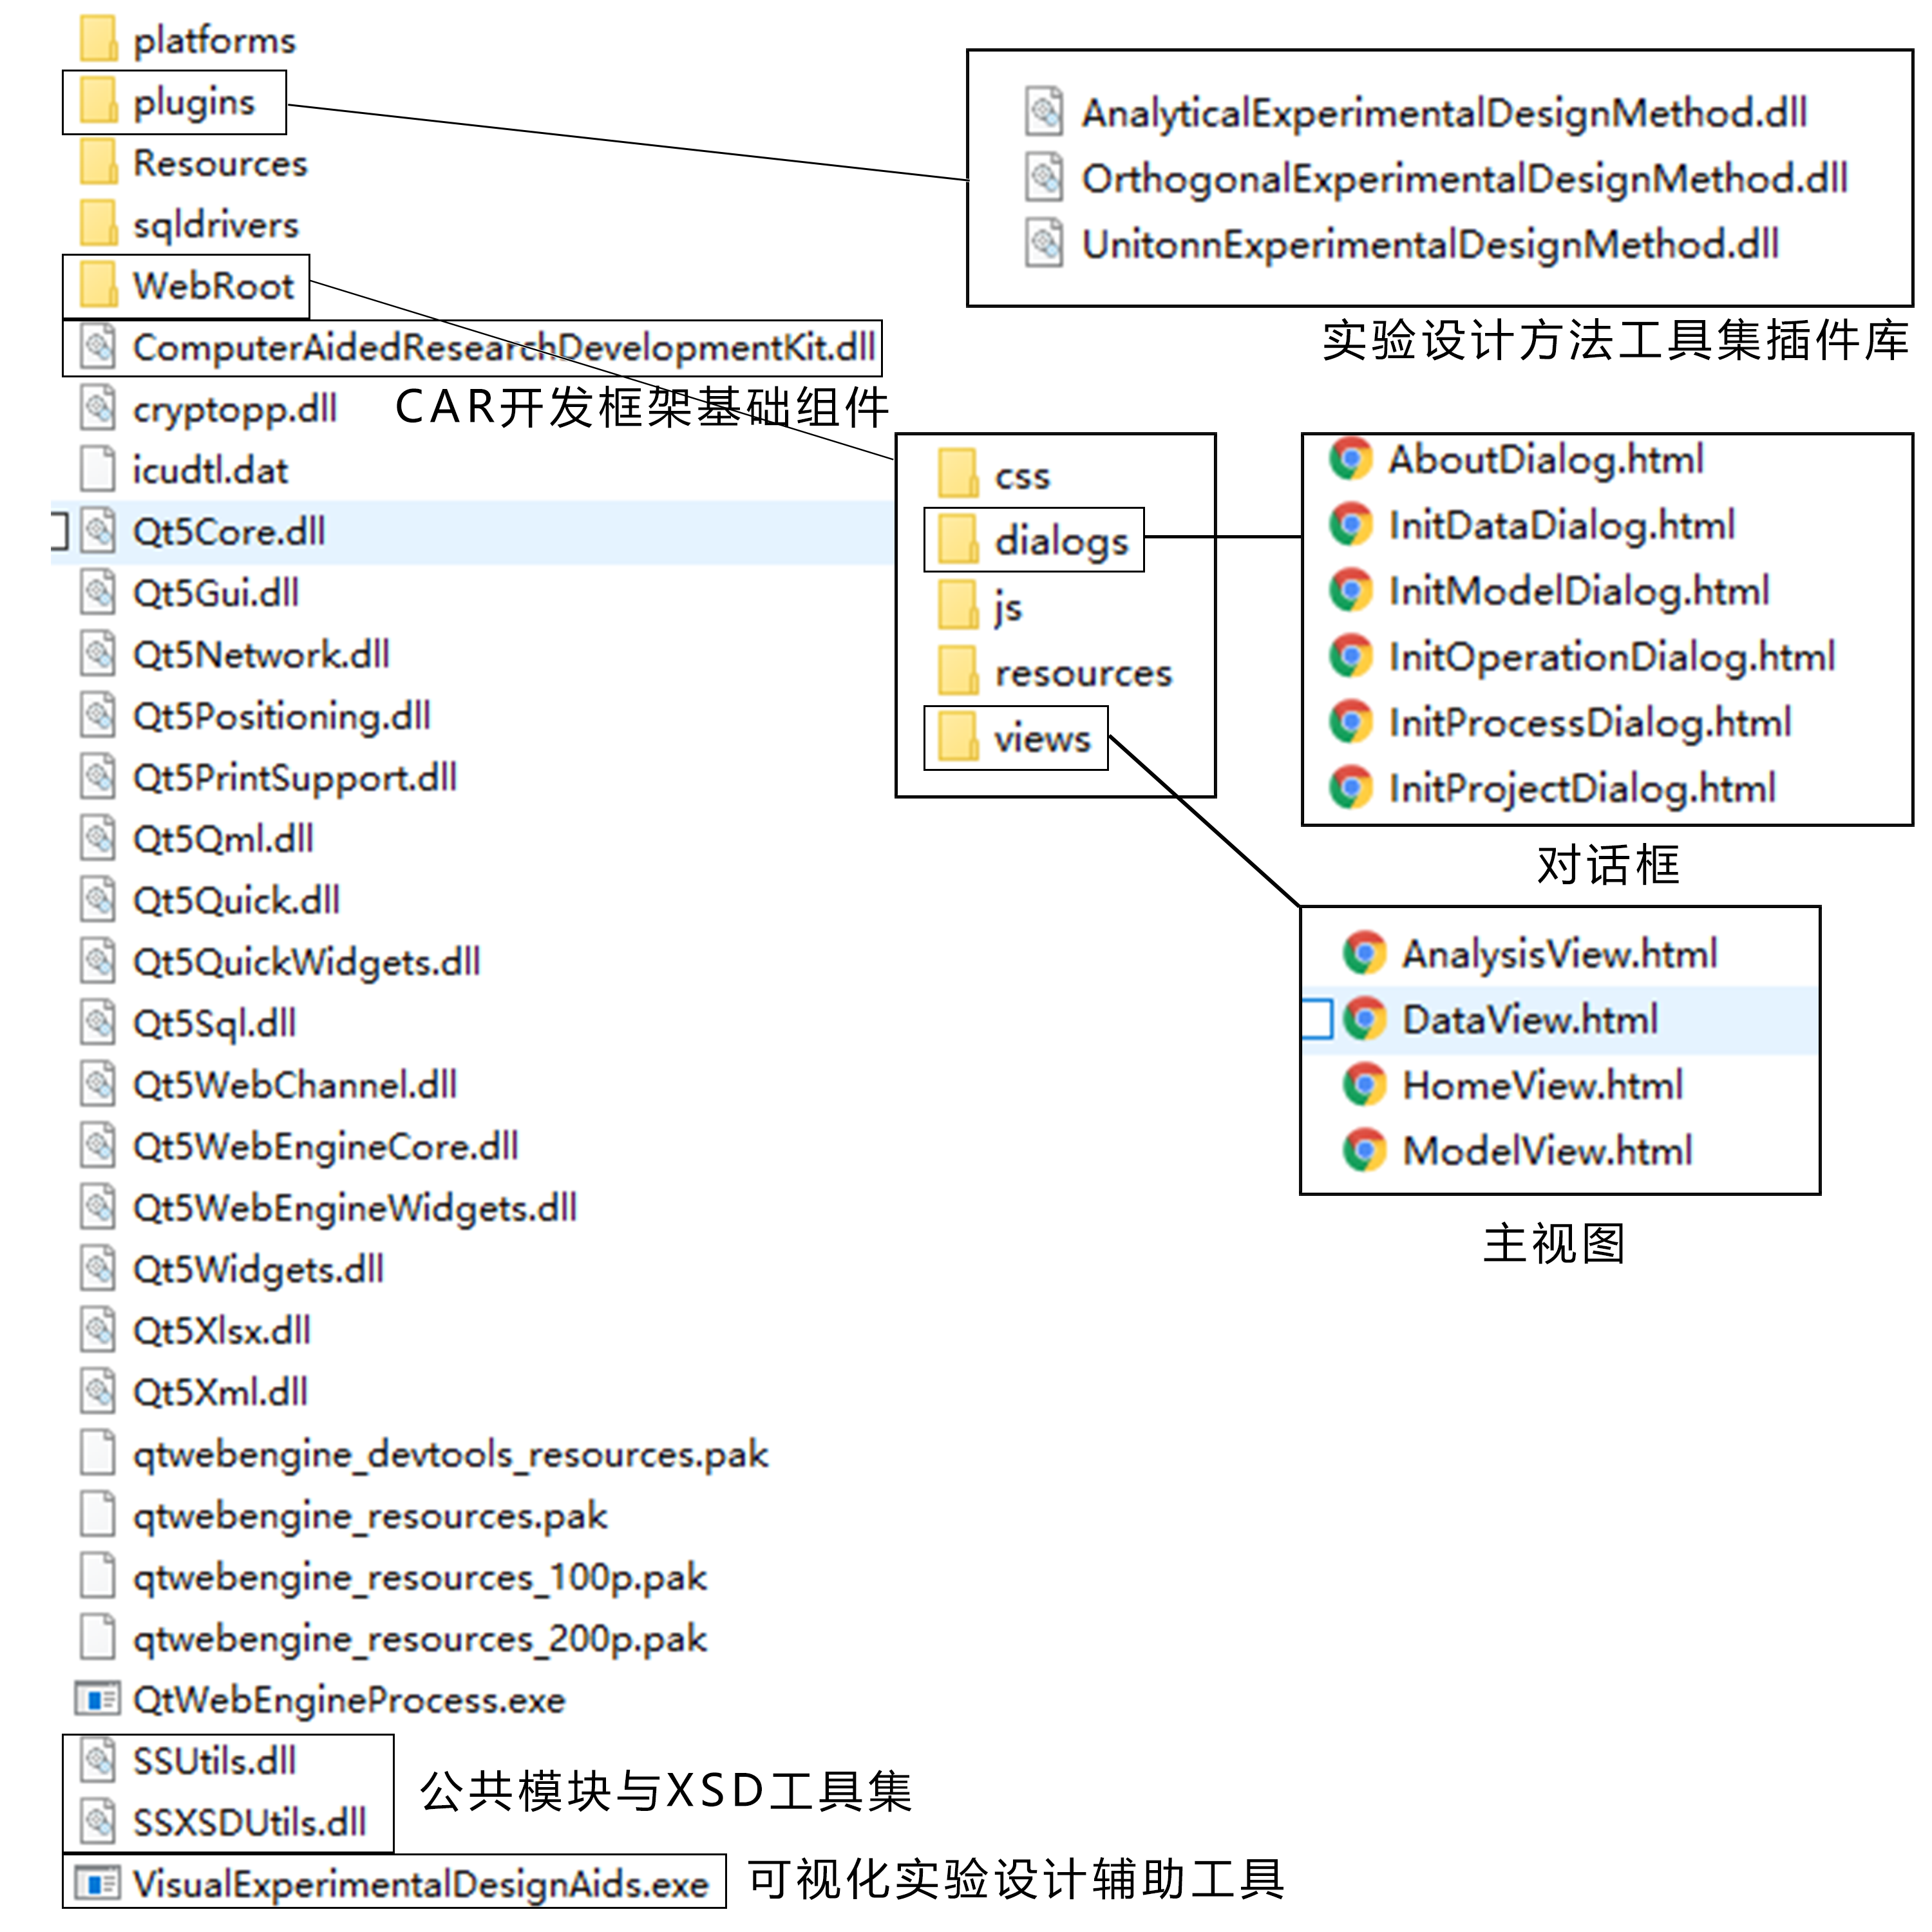 platforms
plugins
Resources
sqldrivers
WebRoot
ComputerAidedResearchDevelopmentKit.dll
CAR开发框架基础组件
cryptopp.dll
icudtl.dat
Qt5Core.dll
Qt5Gui.dll
Qt5Network.dll
Qt5Positioning.dll
Qt5PrintSupport.dll
Qt5Qml.dll
Qt5Quick.dll
Qt5QuickWidgets.dll
Qt5Sql.dll
Qt5WebChannel.dll
Qt5WebEngineCore.dll
Qt5WebEngineWidgets.dll
Qt5Widgets.dll
Qt5Xlsx.dll
Qt5Xml.dll
qtwebengine_devtools_resources.pak
qtwebengine_resources.pak
qtwebengine_resources_100p.pak
qtwebengine_resources_200p.pak
QtWebEngineProcess.exe
SSUtils.dll
SSXSDUtils.dll
公共模块与XSD工具集
VisualExperimentalDesignAids.exe
可视化实验设计辅助工具
AnalyticalExperimentalDesignMethod.dll
OrthogonalExperimentalDesignMethod.dll
UnitonnExperimentalDesignMethod.dll
实验设计方法工具集插件库
css
dialogs
js
resources
views
AboutDialog.html
InitDataDialog.html
InitModelDialog.html
InitOperationDialog.html
InitProcessDialog.html
InitProjectDialog.html
对话框
AnalysisView.html
DataView.html
HomeView.html
ModelView.html
主视图